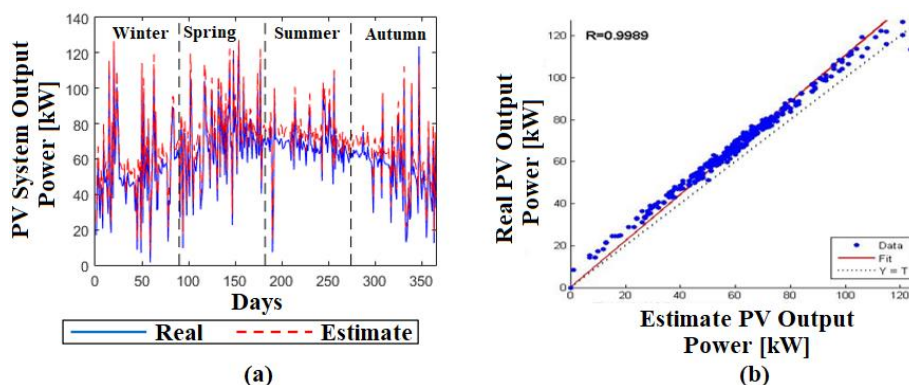 PV System Output
Power [kW]
140
120
100
80
60
40
20
0
Winter Spring Summer Autumn
0 50 100 150 200 250 300 350
Days
Real Estimate
(a)
Real PV Output
Power [kW]
120
100
80
60
40
20
0
R=0.9989
Data
Fit
Y = T
0 20 40 60 80 100 120
Estimate PV Output
Power [kW]
(b)